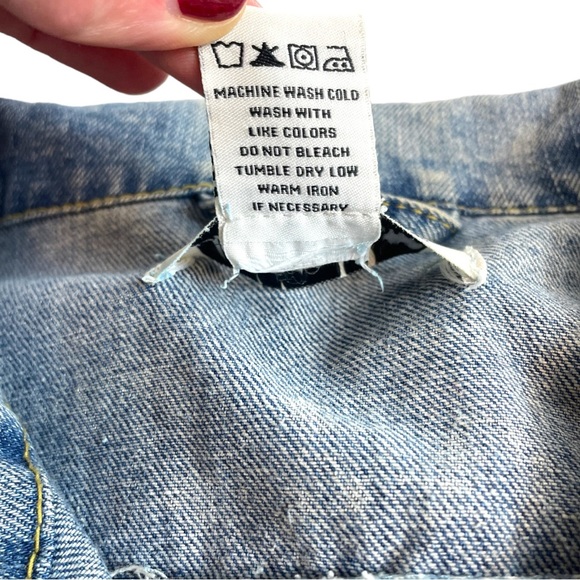 MACHINE WASH COLD
WASH WITH
LIKE COLORS
DO NOT BLEACH
TUMBLE DRY LOW
WARM IRON
IF NECESSARY